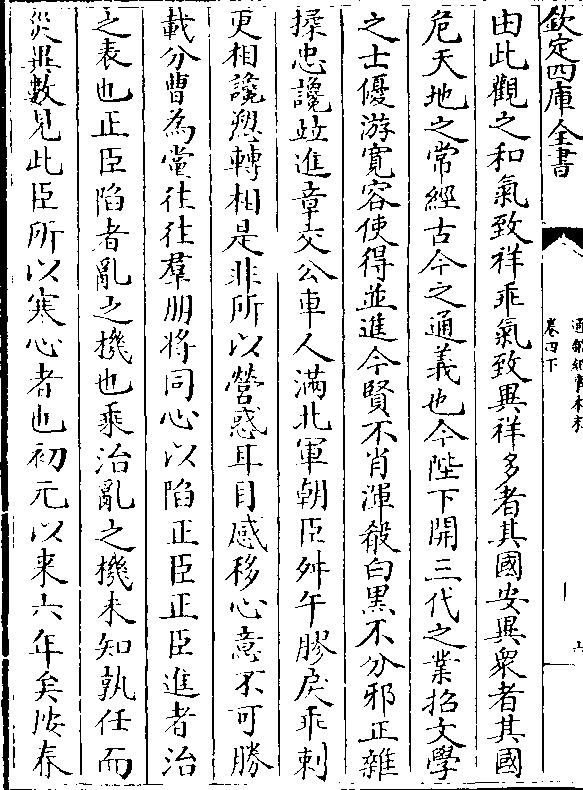 欽定四庫全書
通鑑紀事本末
卷四下
由此觀之和氣致祥乖氣致異祥多者其國安異衆者其國
危天地之常經古今之通義也今陛下開三代之業招文學
之士優游寛容使得並進今賢不肖渾殽白黒不分邪正雜
揉忠讒竝進章交公車人滿北軍朝臣舛午膠戾乖剌
更相讒愬轉相是非所以營惑耳目感移心意不可勝
載分曹為黨往往羣朋將同心以陷正臣正臣進者治
之表也正臣陷者亂之機也乘治亂之機未知孰任而
災異數見此臣所以寒心者也初元以来六年矣按春